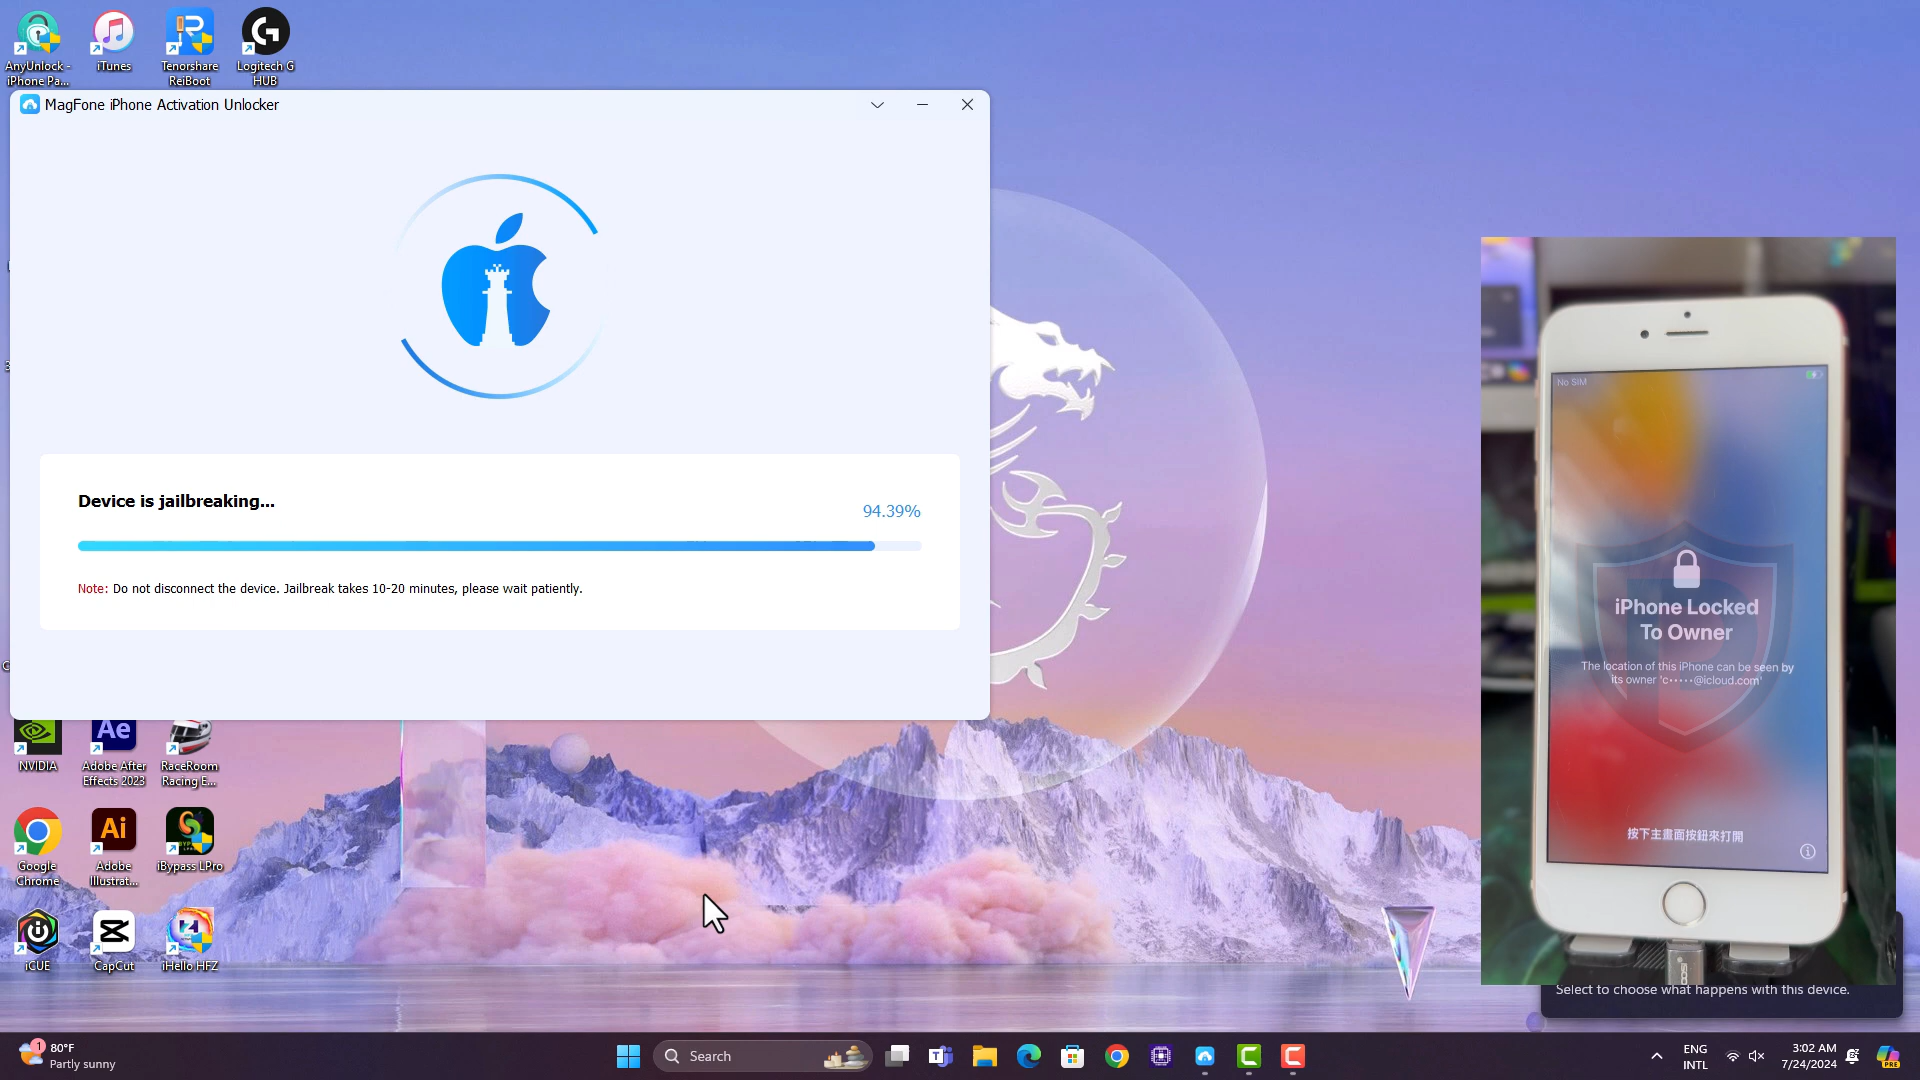 AnyUnlock -
iPhone Pa...
iTunes
Tenorshare
ReiBoot
Logitech G
HUB
MagFone iPhone Activation Unlocker
Device is jailbreaking...
94.39%
Note: Do not disconnect the device. Jailbreak takes 10-20 minutes, please wait patiently.
No SIM
iPhone Locked
To Owner
The location of this iPhone can be seen by
its owner 'c•••••@icloud.com'
按下主畫面按鈕來打開
NVIDIA
Ae
Adobe After
Effects 2023
RaceRoom
Racing E...
Google
Chrome
Ai
Adobe
Illustrat...
iBypass LPro
iCUE
CapCut
iHello HFZ
Select to choose what happens with this device.
1
80°F
Partly sunny
Search
ENG
INTL
3:02 AM
7/24/2024
PRE